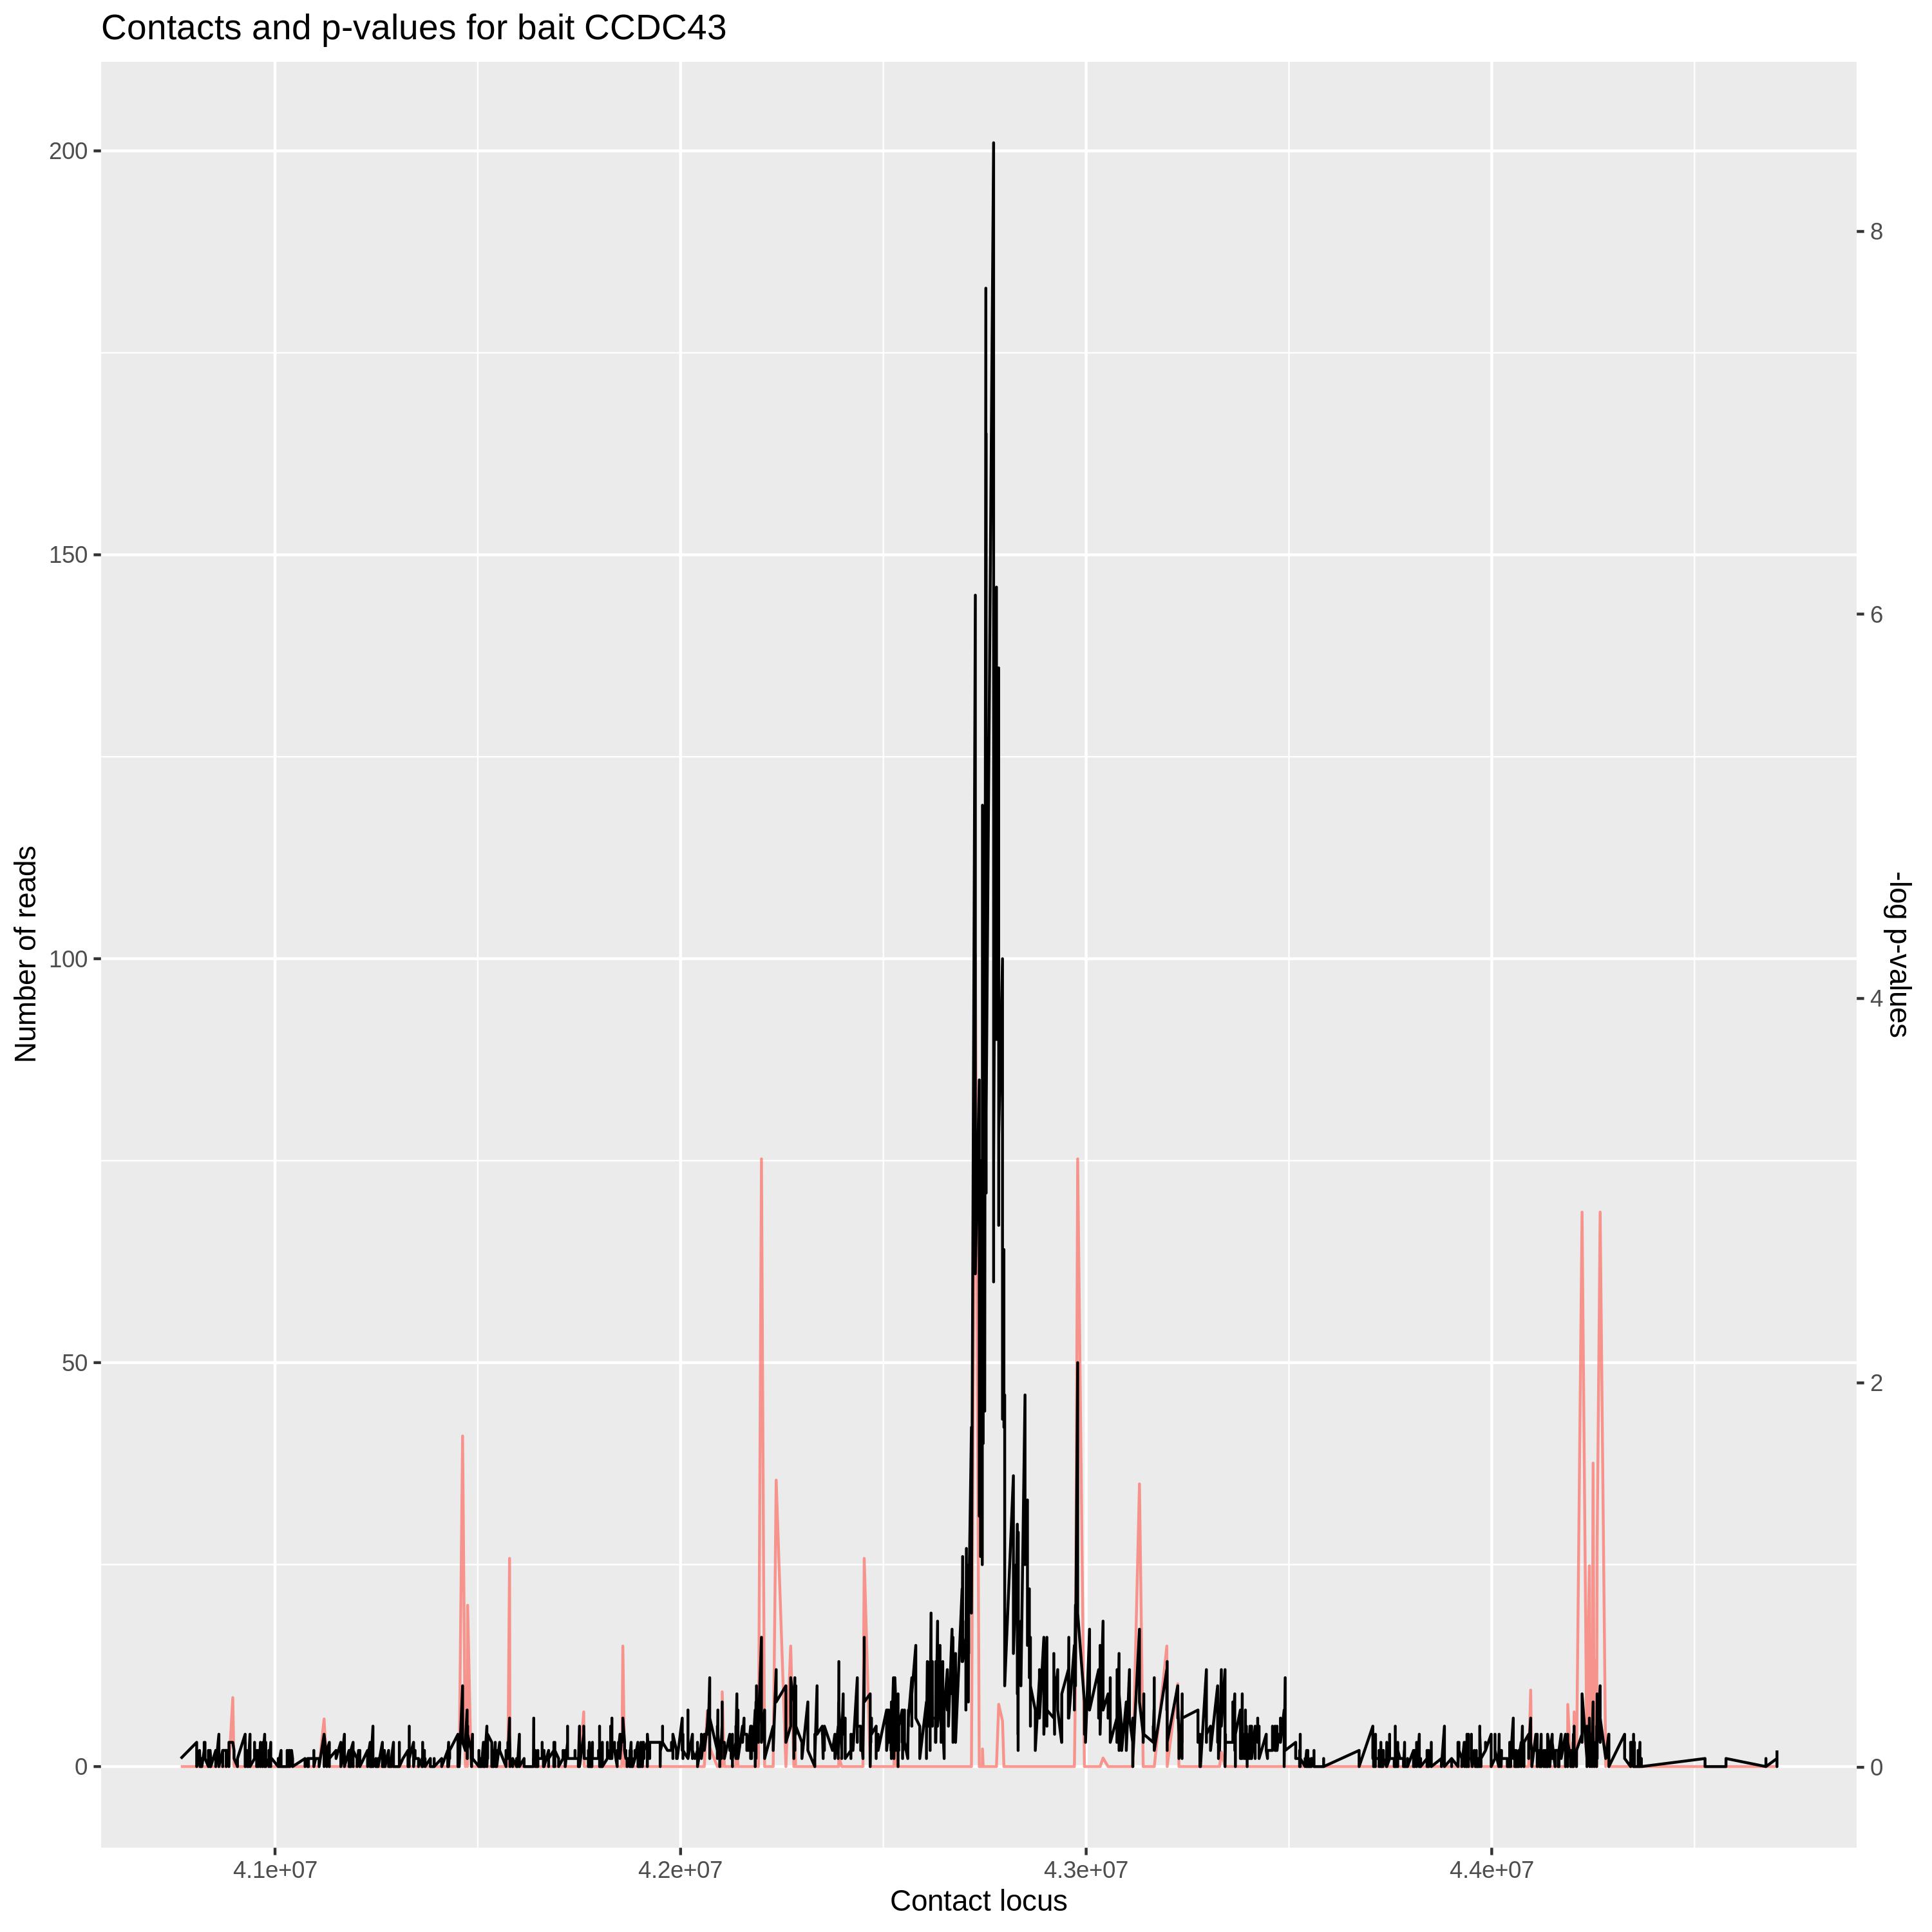 Contacts and p-values for bait CCDC43
Number of reads
200
150
100
50
0
8
6
4
2
0
-log p-values
4.1e+07
4.2e+07
4.3e+07
4.4e+07
Contact locus